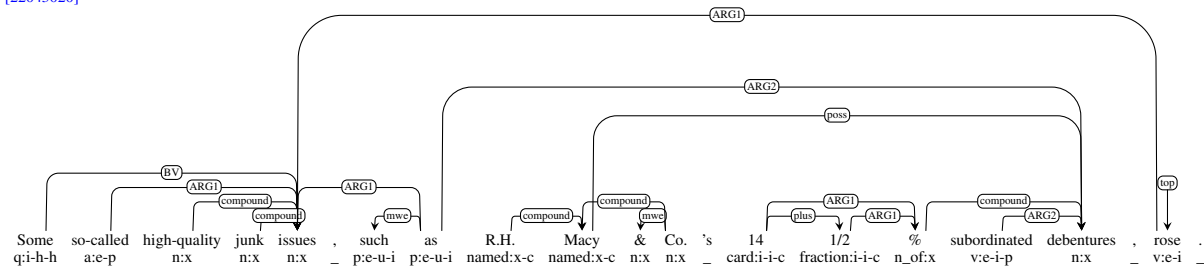 ARG1
ARG2
poss
BV
ARG1 ARG1 ARG1
compound compound compound
compound mwe compound mwe plus ARG1 ARG2 top
Some so-called high-quality junk issues , such as R.H. Macy & Co. 's 14 1/2 % subordinated debentures , rose .
q:i-h-h a:e-p n:x n:x n:x _ p:e-u-i p:e-u-i named:x-c named:x-c n:x n:x _ card:i-i-c fraction:i-i-c n_of:x v:e-i-p n:x _ v:e-i _